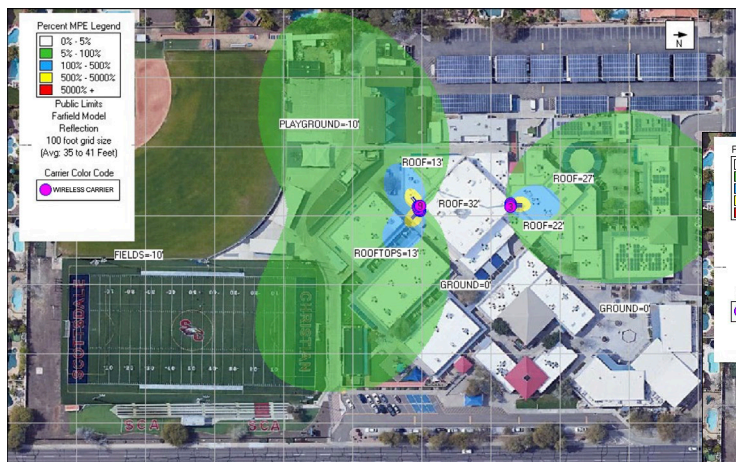 Percent MPE Legend
0% - 5%
5% - 100%
100% - 500%
500% - 5000%
5000% +
Public Limits
Farfield Model
Reflection
100 foot grid size
(Avg: 35 to 41 Feet)
Carrier Color Code
WIRELESS CARRIER
N
PLAYGROUND=-10'
ROOF=13'
ROOF=27'
ROOF=32'
ROOF=22'
ROOFTOPS=13'
FIELDS=-10'
GROUND=0'
GROUND=0'
CHRISTIAN
SC
SCA
SCA